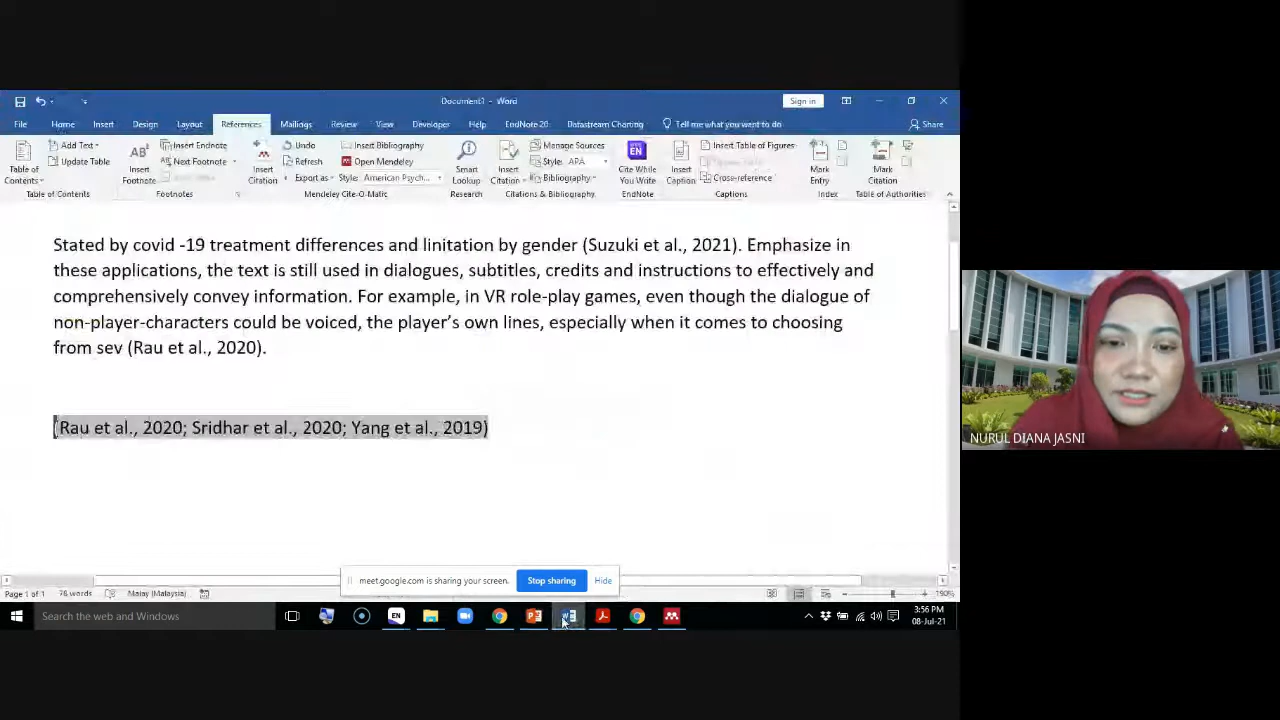 Document1 - Word
Sign in
File Home Insert Design Layout References Mailings Review View Developer Help EndNote 20 Datastream Charting Tell me what you want to do Share
Table of Contents
Add Text
Update Table
Table of Contents
AB
Insert Footnote
Insert Endnote
Next Footnote
Footnotes
Insert Citation
Undo
Refresh
Export as
Insert Bibliography
Open Mendeley
Style: American Psych...
Mendeley Cite-O-Matic
Smart Lookup
Research
Insert Citation
Manage Sources
Style: APA
Bibliography
Citations & Bibliography
EN
Cite While You Write
EndNote
Insert Caption
Insert Table of Figures
Cross-reference
Captions
Mark Entry
Index
Mark Citation
Table of Authorities
Stated by covid -19 treatment differences and linitation by gender (Suzuki et al., 2021). Emphasize in
these applications, the text is still used in dialogues, subtitles, credits and instructions to effectively and
comprehensively convey information. For example, in VR role-play games, even though the dialogue of
non-player-characters could be voiced, the player's own lines, especially when it comes to choosing
from sev (Rau et al., 2020).
(Rau et al., 2020; Sridhar et al., 2020; Yang et al., 2019)
NURUL DIANA JASNI
meet.google.com is sharing your screen.
Stop sharing
Hide
Page 1 of 1 76 words Malay (Malaysia) 190%
Search the web and Windows
EN
3:56 PM
08-Jul-21